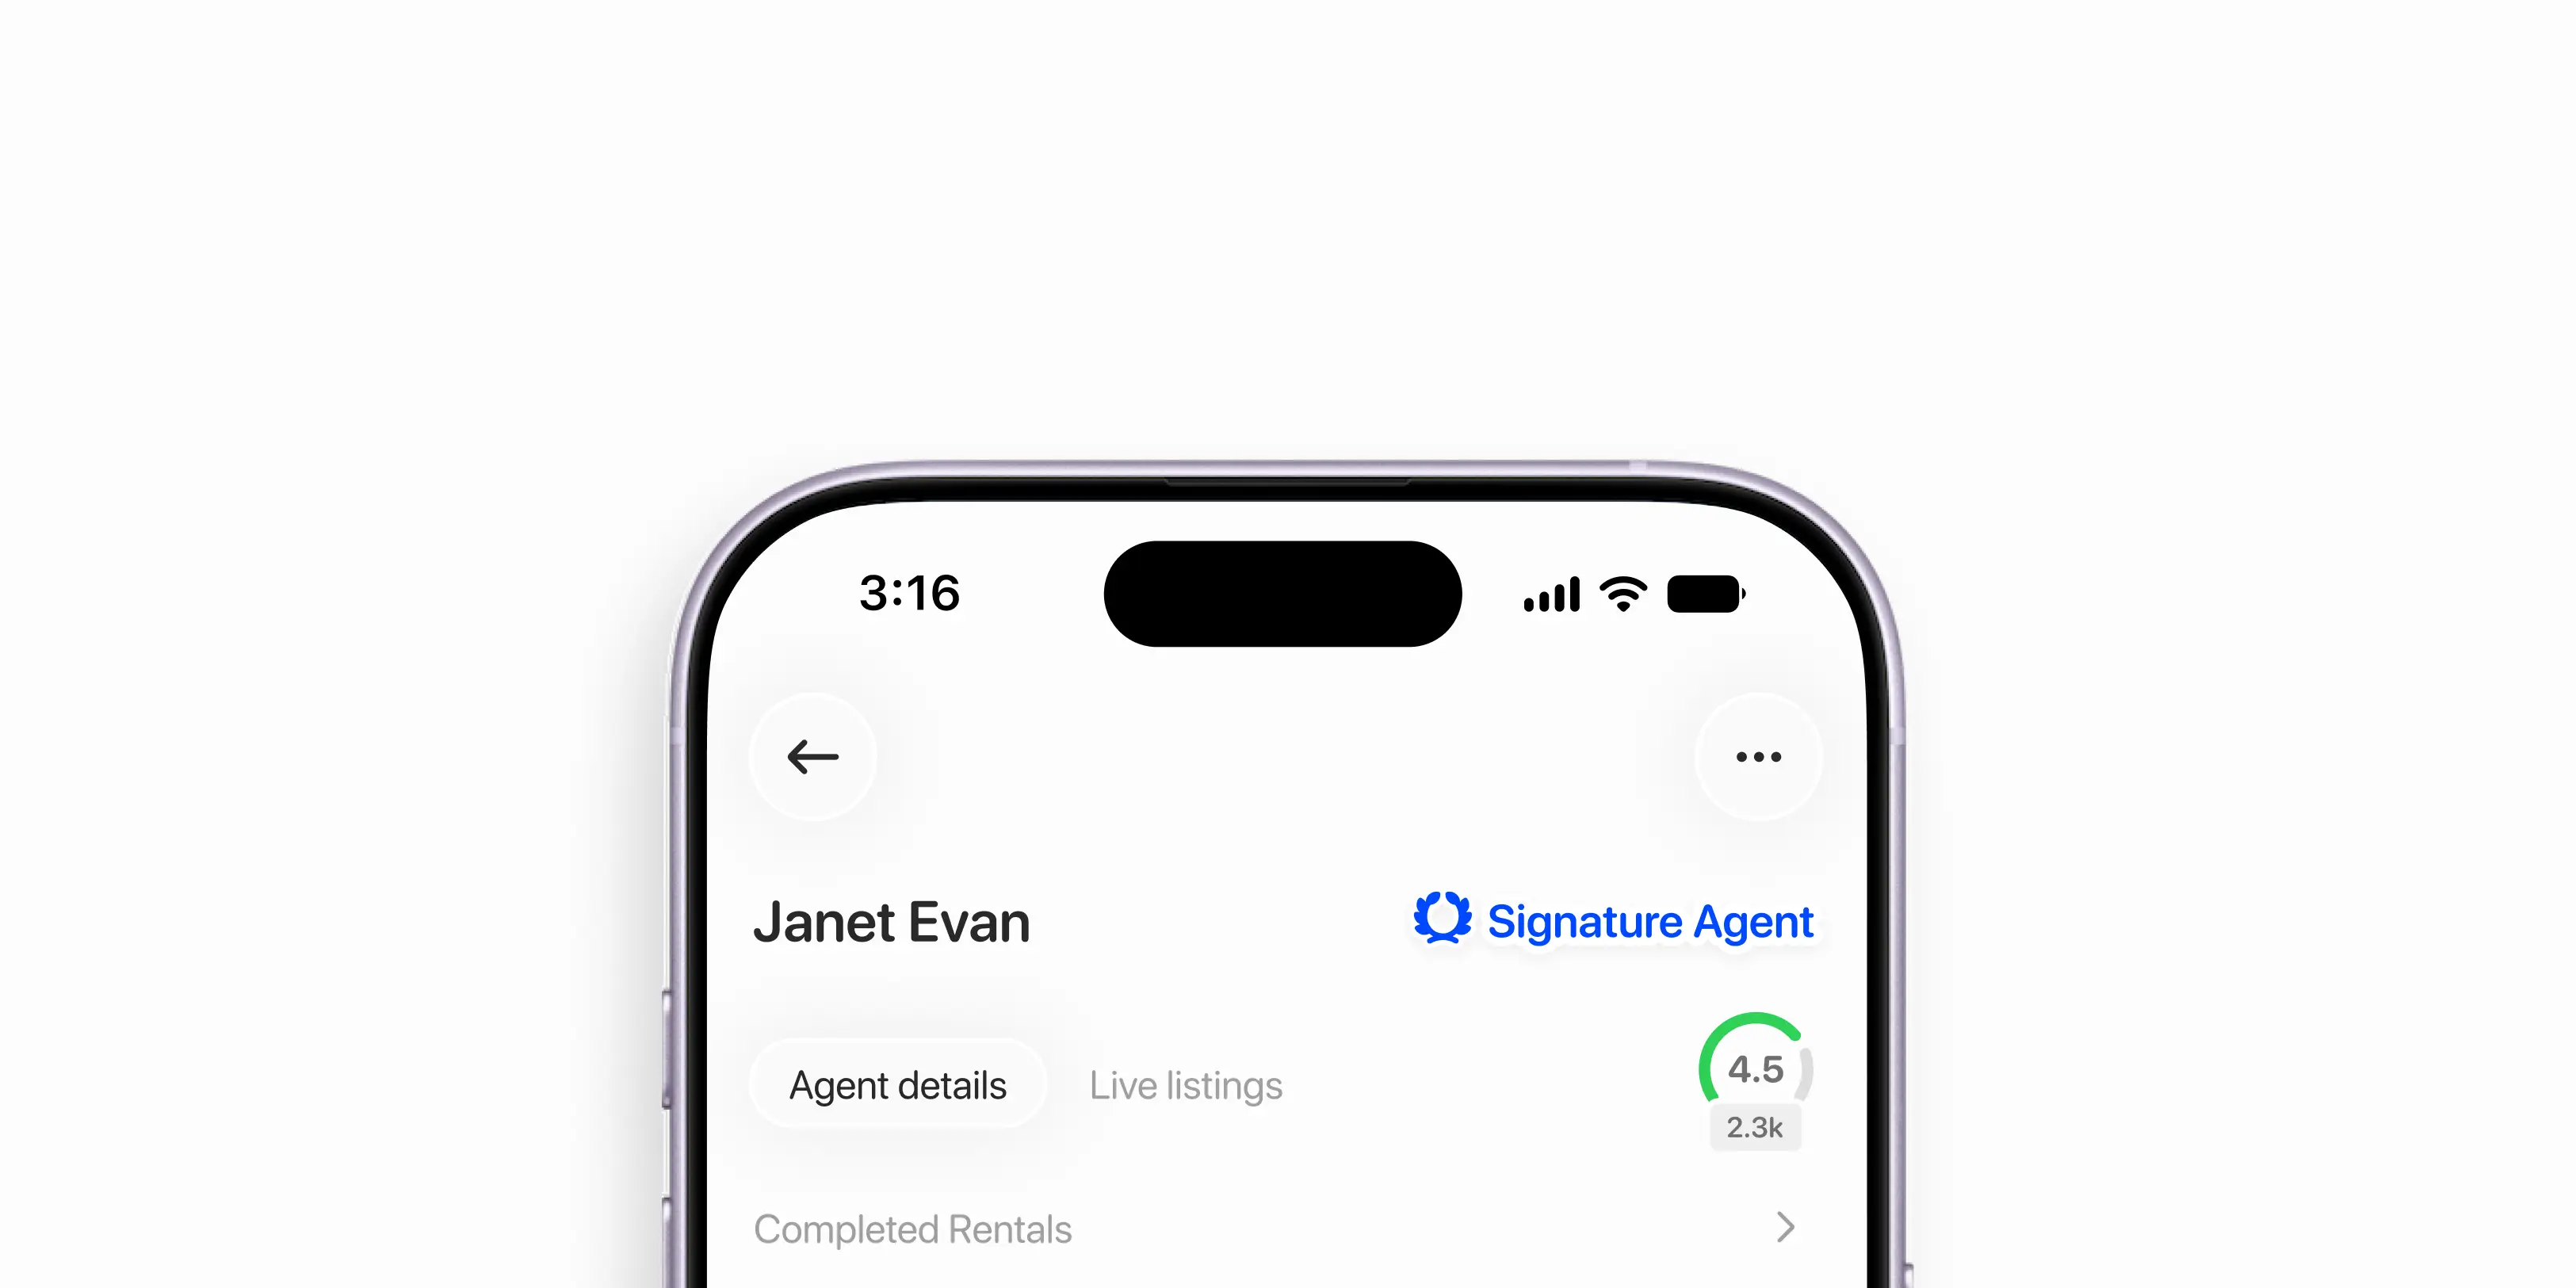 3:16
Janet Evan
Signature Agent
Agent details
Live listings
4.5
2.3k
Completed Rentals